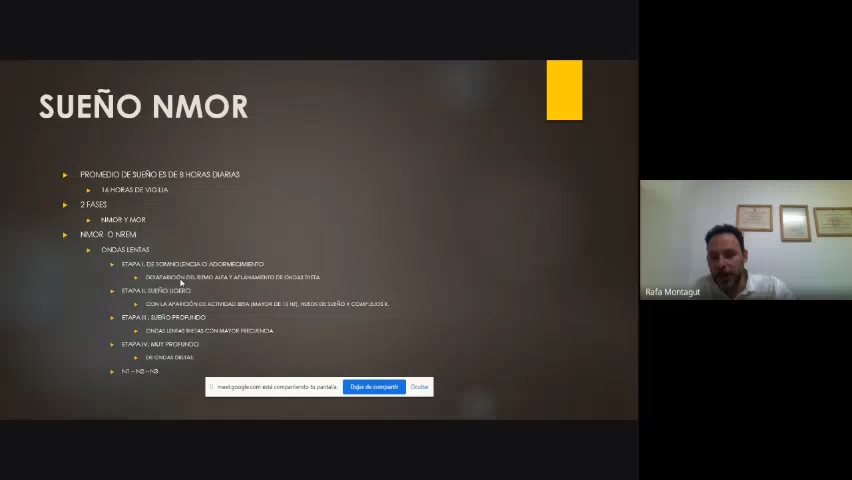 SUEÑO NMOR
PROMEDIO DE SUEÑO ES DE 8 HORAS DIARIAS
16 HORAS DE VIGILIA
2 FASES
NMOR Y MOR
NMOR O NREM
ONDAS LENTAS
ETAPA I. DE SOMNOLENCIA O ADORMECIMIENTO
DESAPARICIÓN DEL RITMO ALFA Y APLANAMIENTO DE ONDAS THETA
ETAPA II. SUEÑO LIGERO
CON LA APARICIÓN DE ACTIVIDAD BETA (MAYOR DE 13 HZ), HUSOS DE SUEÑO Y COMPLEJOS K.
ETAPA III. SUEÑO PROFUNDO
ONDAS LENTAS THETAS CON MAYOR FRECUENCIA
ETAPA IV. MUY PROFUNDO
DE ONDAS DELTAS
N1 – N2 – N3
meet.google.com está compartiendo tu pantalla. Dejar de compartir Ocultar
Rafa Montagut